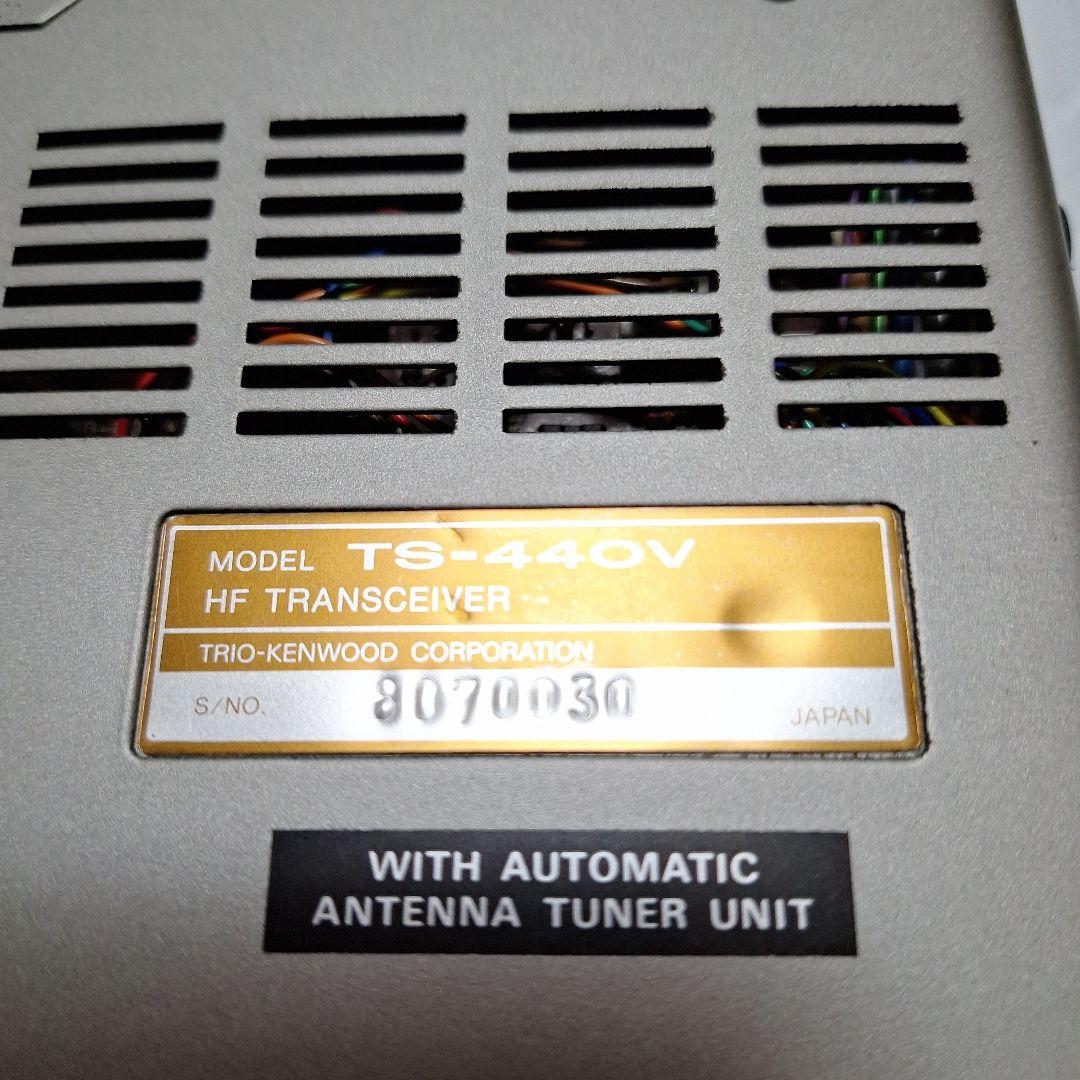 MODEL TS-440V
HF TRANSCEIVER
TRIO-KENWOOD CORPORATION
S/NO. 8070030
JAPAN
WITH AUTOMATIC
ANTENNA TUNER UNIT